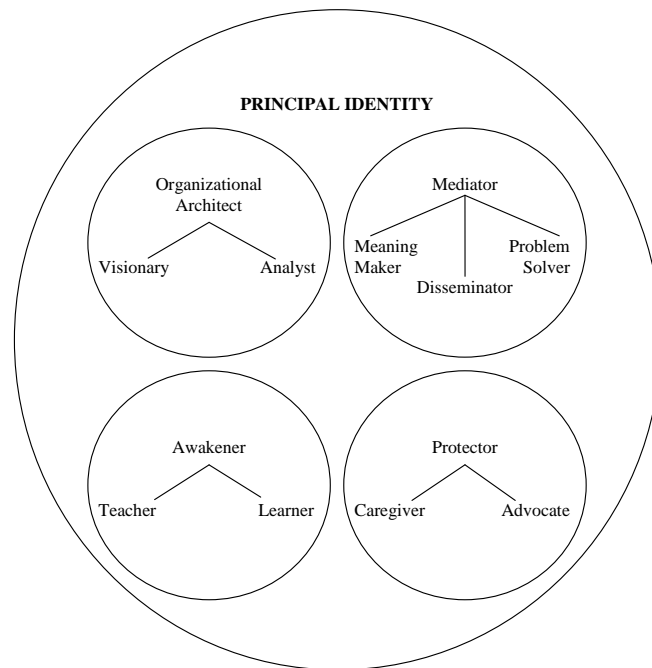 PRINCIPAL IDENTITY
Organizational
Architect
Visionary
Analyst
Mediator
Meaning
Maker
Disseminator
Problem
Solver
Awakener
Teacher
Learner
Protector
Caregiver
Advocate